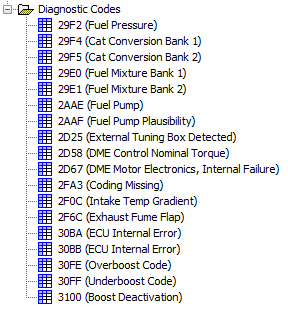 Diagnostic Codes
29F2 (Fuel Pressure)
29F4 (Cat Conversion Bank 1)
29F5 (Cat Conversion Bank 2)
29E0 (Fuel Mixture Bank 1)
29E1 (Fuel Mixture Bank 2)
2AAE (Fuel Pump)
2AAF (Fuel Pump Plausibility)
2D25 (External Tuning Box Detected)
2D58 (DME Control Nominal Torque)
2D67 (DME Motor Electronics, Internal Failure)
2FA3 (Coding Missing)
2F0C (Intake Temp Gradient)
2F6C (Exhaust Fume Flap)
30BA (ECU Internal Error)
30BB (ECU Internal Error)
30FE (Overboost Code)
30FF (Underboost Code)
3100 (Boost Deactivation)